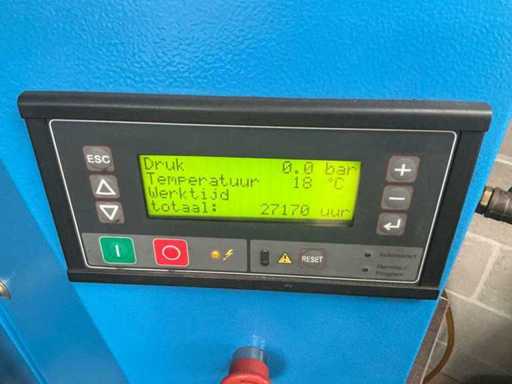 ESC
Druk 0.0 bar
Temperatuur 18 °C
Werktijd
totaal: 27170 uur
+
−
I
O
RESET